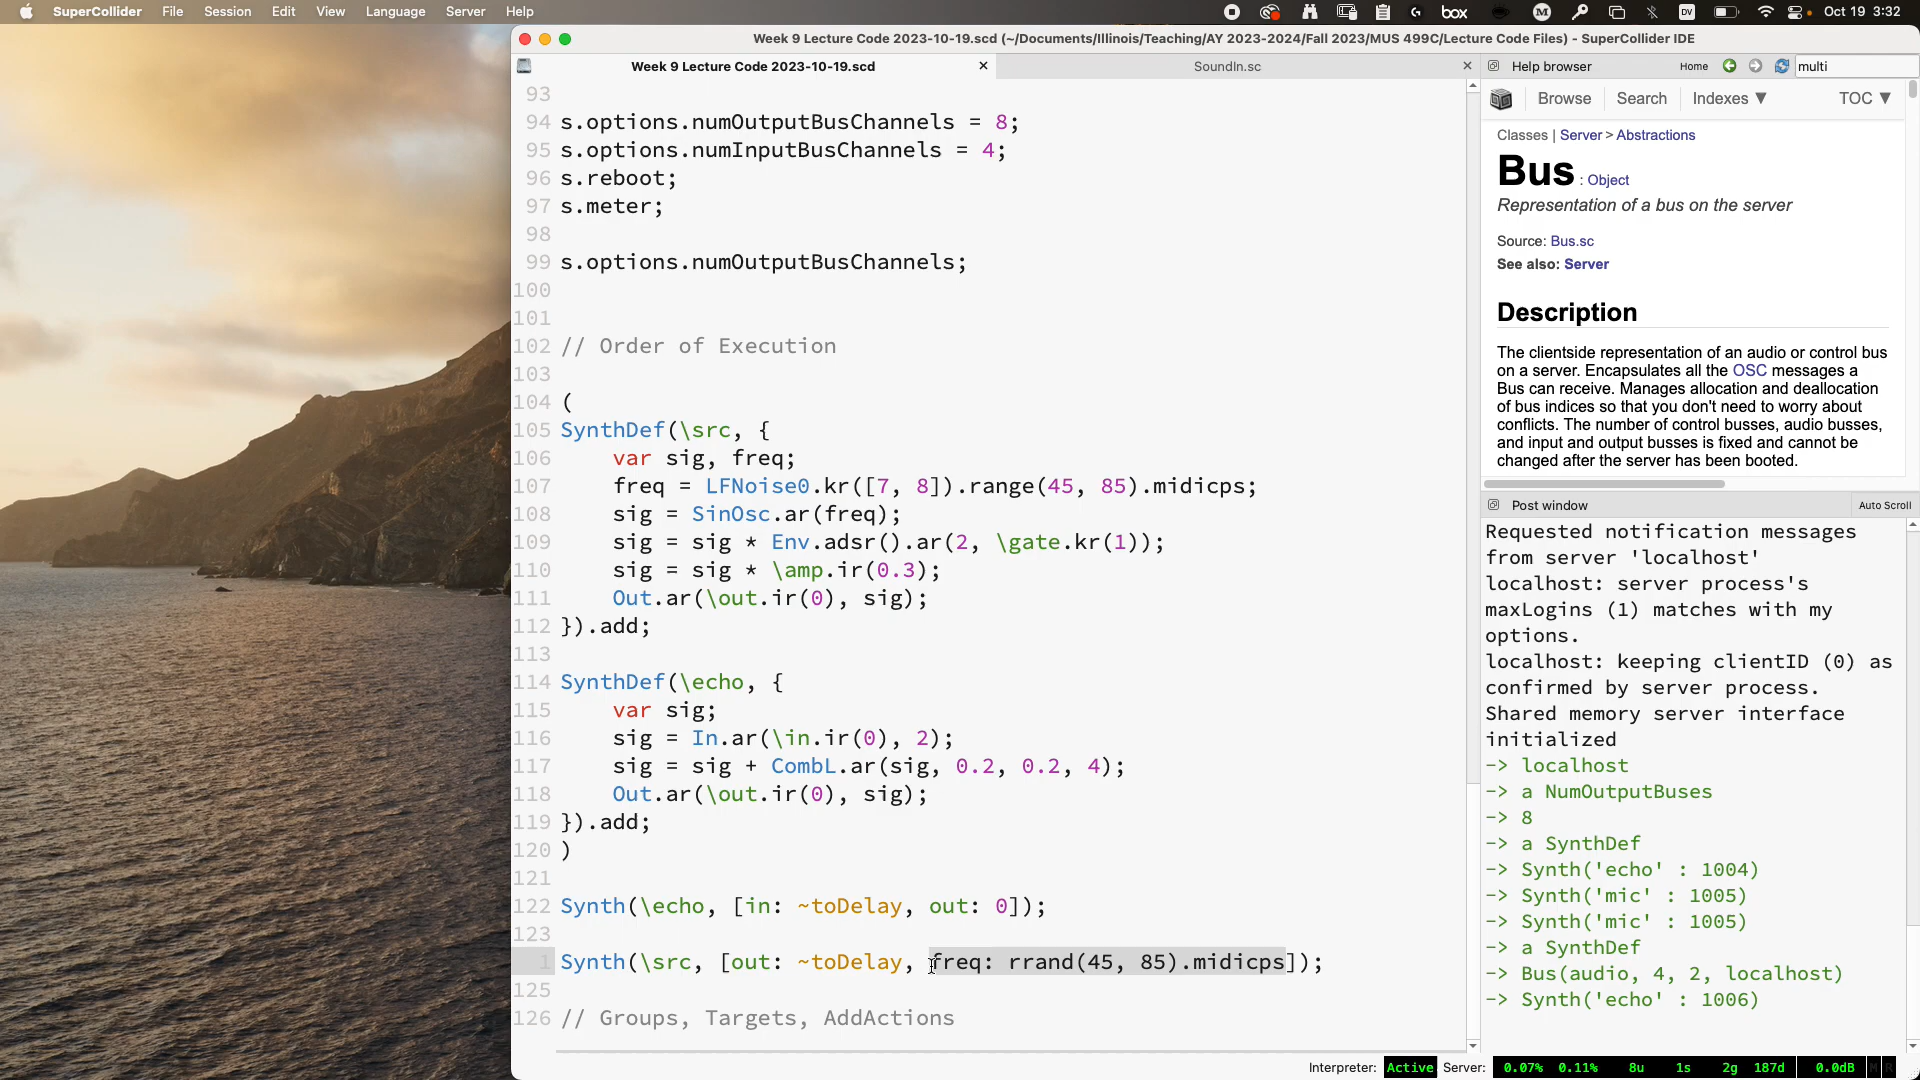 SuperCollider File Session Edit View Language Server Help
box
M
DV
Oct 19 3:32
Week 9 Lecture Code 2023-10-19.scd (~/Documents/Illinois/Teaching/AY 2023-2024/Fall 2023/MUS 499C/Lecture Code Files) - SuperCollider IDE
Week 9 Lecture Code 2023-10-19.scd
SoundIn.sc
93
94 s.options.numOutputBusChannels = 8;
95 s.options.numInputBusChannels = 4;
96 s.reboot;
97 s.meter;
98
99 s.options.numOutputBusChannels;
100
101
102 // Order of Execution
103
104 (
105 SynthDef(\src, {
106 var sig, freq;
107 freq = LFNoise0.kr([7, 8]).range(45, 85).midicps;
108 sig = SinOsc.ar(freq);
109 sig = sig * Env.adsr().ar(2, \gate.kr(1));
110 sig = sig * \amp.ir(0.3);
111 Out.ar(\out.ir(0), sig);
112 }).add;
113
114 SynthDef(\echo, {
115 var sig;
116 sig = In.ar(\in.ir(0), 2);
117 sig = sig + CombL.ar(sig, 0.2, 0.2, 4);
118 Out.ar(\out.ir(0), sig);
119 }).add;
120 )
121
122 Synth(\echo, [in: ~toDelay, out: 0]);
123
1 Synth(\src, [out: ~toDelay, freq: rrand(45, 85).midicps]);
125
126 // Groups, Targets, AddActions
Help browser Home multi
Browse Search Indexes ▼ TOC ▼
Classes | Server > Abstractions
Bus : Object
Representation of a bus on the server
Source: Bus.sc
See also: Server
Description
The clientside representation of an audio or control bus
on a server. Encapsulates all the OSC messages a
Bus can receive. Manages allocation and deallocation
of bus indices so that you don't need to worry about
conflicts. The number of control busses, audio busses,
and input and output busses is fixed and cannot be
changed after the server has been booted.
Post window Auto Scroll
Requested notification messages
from server 'localhost'
localhost: server process's
maxLogins (1) matches with my
options.
localhost: keeping clientID (0) as
confirmed by server process.
Shared memory server interface
initialized
-> localhost
-> a NumOutputBuses
-> 8
-> a SynthDef
-> Synth('echo' : 1004)
-> Synth('mic' : 1005)
-> Synth('mic' : 1005)
-> a SynthDef
-> Bus(audio, 4, 2, localhost)
-> Synth('echo' : 1006)
Interpreter: Active Server: 0.07% 0.11% 8u 1s 2g 187d 0.0dB M R